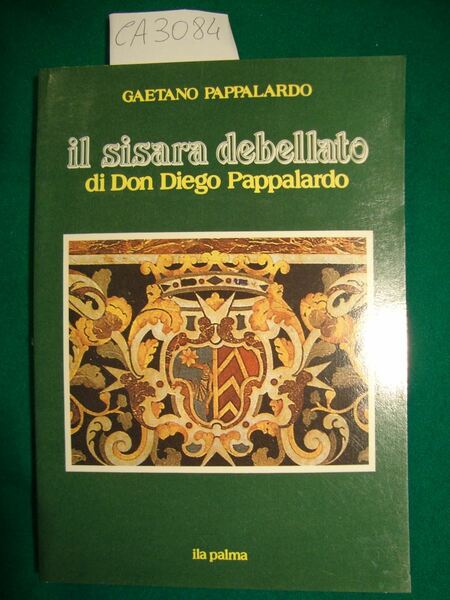 CA3084
GAETANO PAPPALARDO
il sisara debellato
di Don Diego Pappalardo
ila palma